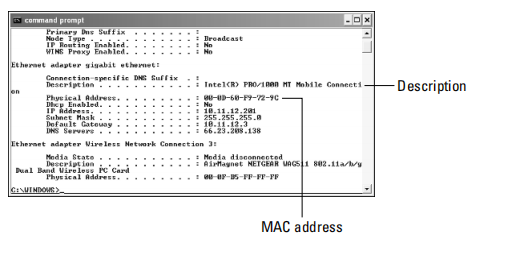 command prompt
Primary Dns Suffix . . . . . . . :
Node Type . . . . . . . . . . . . : Broadcast
IP Routing Enabled. . . . . . . . : No
WINS Proxy Enabled. . . . . . . . : No
Ethernet adapter gigabit ethernet:
Connection-specific DNS Suffix . :
Description . . . . . . . . . . . : Intel(R) PRO/1000 MT Mobile Connecti
on
Description
Physical Address. . . . . . . . . : 00-0D-60-F9-72-9C
Dhcp Enabled. . . . . . . . . . . : No
IP Address. . . . . . . . . . . . : 10.11.12.201
Subnet Mask . . . . . . . . . . . : 255.255.255.0
Default Gateway . . . . . . . . . : 10.11.12.3
DNS Servers . . . . . . . . . . . : 66.23.208.138
Ethernet adapter Wireless Network Connection 3:
Media State . . . . . . . . . . . : Media disconnected
Description . . . . . . . . . . . : AirMagnet NETGEAR WAG511 802.11a/b/g
Dual Band Wireless PC Card
Physical Address. . . . . . . . . : 00-0F-B5-FF-FF-FF
C:\WINDOWS>_
MAC address